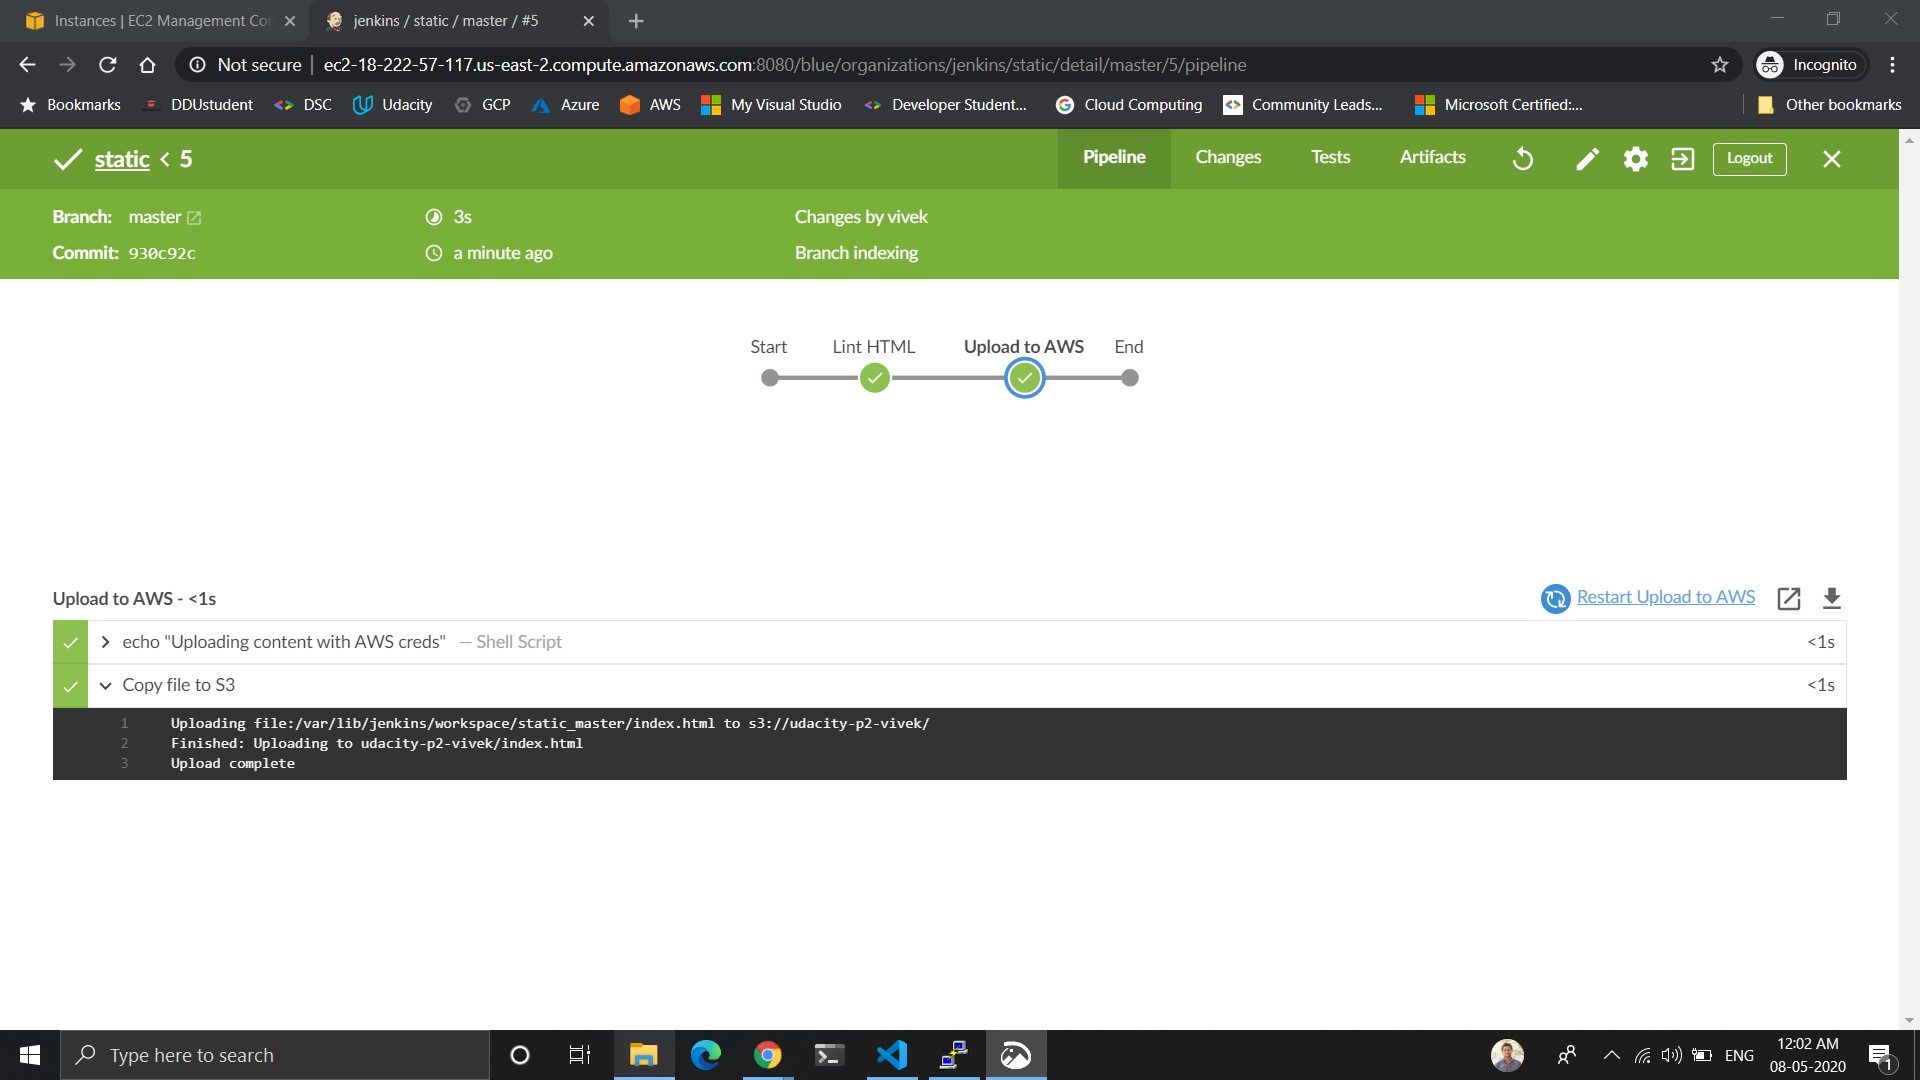 Instances | EC2 Management Con
jenkins / static / master / #5
Not secure
ec2-18-222-57-117.us-east-2.compute.amazonaws.com:8080/blue/organizations/jenkins/static/detail/master/5/pipeline
Incognito
Bookmarks
DDUstudent
DSC
Udacity
GCP
Azure
AWS
My Visual Studio
Developer Student...
Cloud Computing
Community Leads...
Microsoft Certified:...
Other bookmarks
static < 5
Pipeline
Changes
Tests
Artifacts
Logout
Branch: master
3s
Changes by vivek
Commit: 930c92c
a minute ago
Branch indexing
Start
Lint HTML
Upload to AWS
End
Upload to AWS - <1s
Restart Upload to AWS
echo "Uploading content with AWS creds" — Shell Script
<1s
Copy file to S3
<1s
1 Uploading file:/var/lib/jenkins/workspace/static_master/index.html to s3://udacity-p2-vivek/
2 Finished: Uploading to udacity-p2-vivek/index.html
3 Upload complete
Type here to search
ENG
12:02 AM
08-05-2020
1